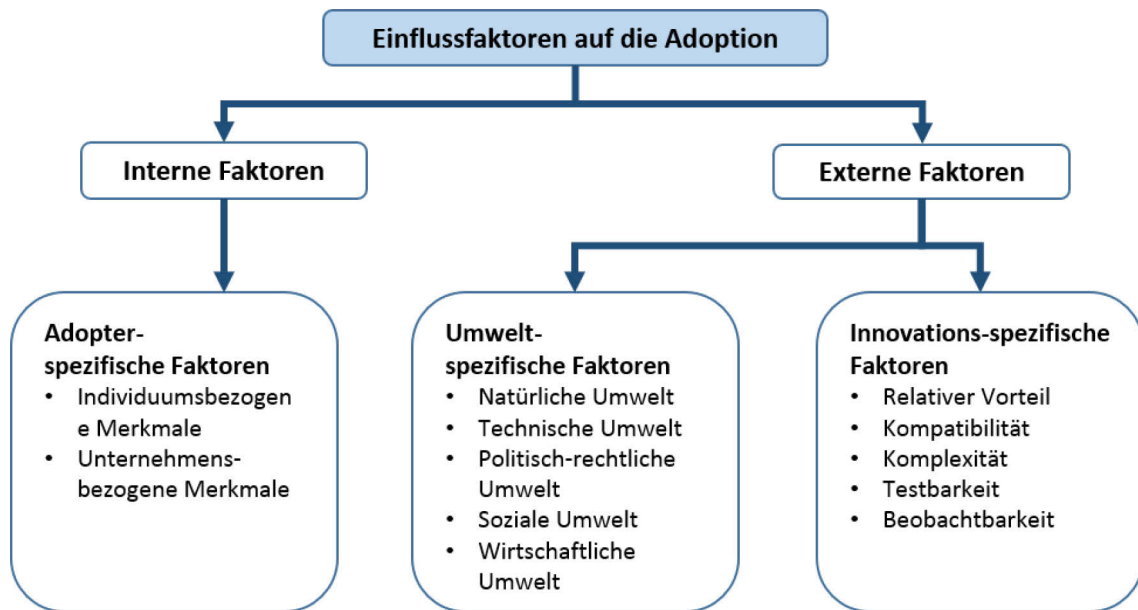 Einflussfaktoren auf die Adoption
Interne Faktoren
Externe Faktoren
Adopter-
spezifische Faktoren
• Individuumsbezogen
e Merkmale
• Unternehmens-
bezogene Merkmale
Umwelt-
spezifische Faktoren
• Natürliche Umwelt
• Technische Umwelt
• Politisch-rechtliche
Umwelt
• Soziale Umwelt
• Wirtschaftliche
Umwelt
Innovations-spezifische
Faktoren
• Relativer Vorteil
• Kompatibilität
• Komplexität
• Testbarkeit
• Beobachtbarkeit